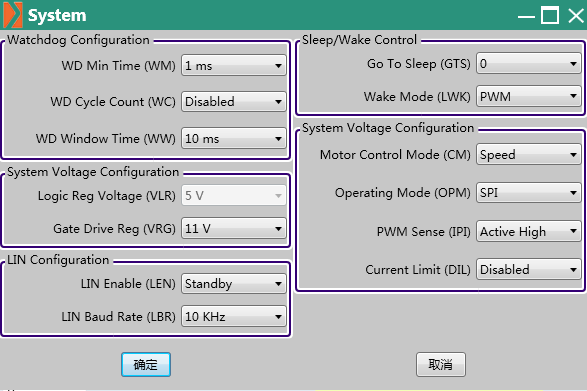 System
Watchdog Configuration
WD Min Time (WM) 1 ms
WD Cycle Count (WC) Disabled
WD Window Time (WW) 10 ms
System Voltage Configuration
Logic Reg Voltage (VLR) 5 V
Gate Drive Reg (VRG) 11 V
LIN Configuration
LIN Enable (LEN) Standby
LIN Baud Rate (LBR) 10 KHz
Sleep/Wake Control
Go To Sleep (GTS) 0
Wake Mode (LWK) PWM
System Voltage Configuration
Motor Control Mode (CM) Speed
Operating Mode (OPM) SPI
PWM Sense (IPI) Active High
Current Limit (DIL) Disabled
确定
取消